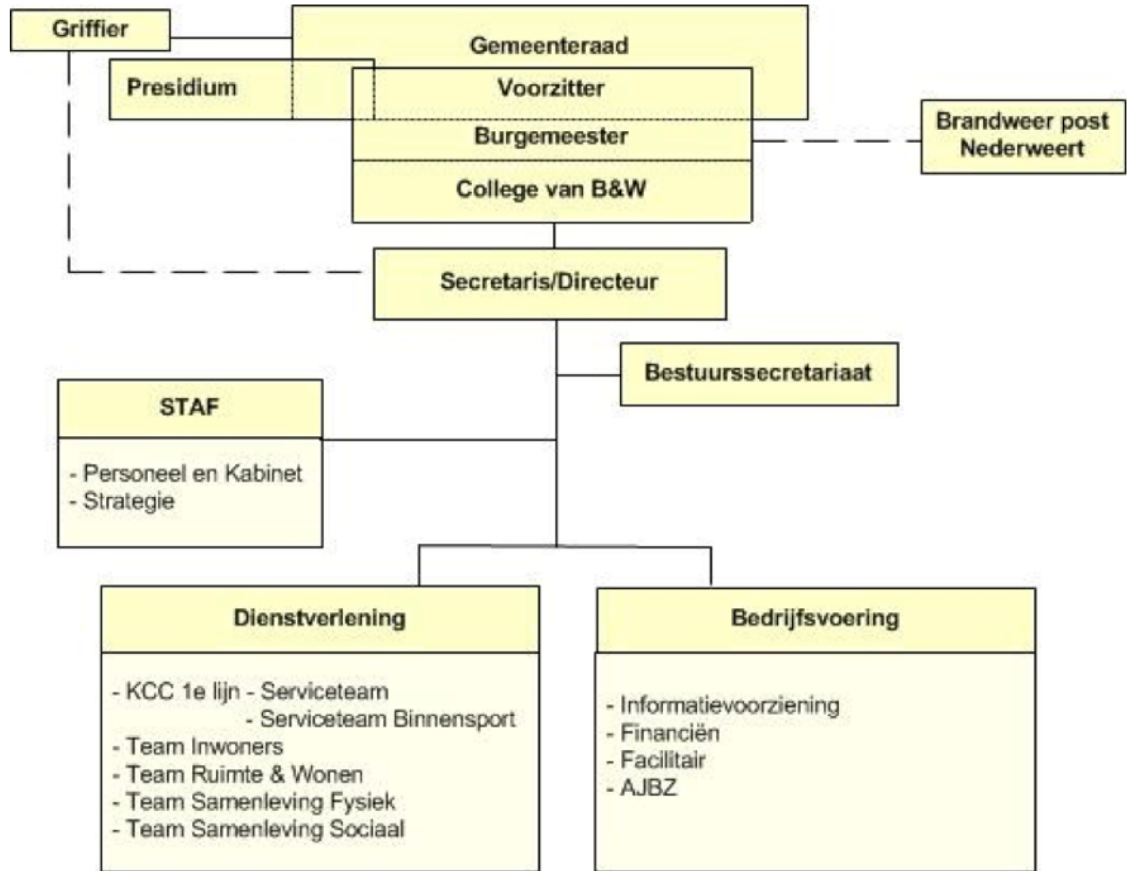 Griffier
Gemeenteraad
Presidium
Voorzitter
Burgemeester
Brandweer post
Nederweert
College van B&W
Secretaris/Directeur
Bestuurssecretariaat
STAF
- Personeel en Kabinet
- Strategie
Dienstverlening
- KCC 1e lijn - Serviceteam
- Serviceteam Binnensport
- Team Inwoners
- Team Ruimte & Wonen
- Team Samenleving Fysiek
- Team Samenleving Sociaal
Bedrijfsvoering
- Informatievoorziening
- Financiën
- Facilitair
- AJBZ